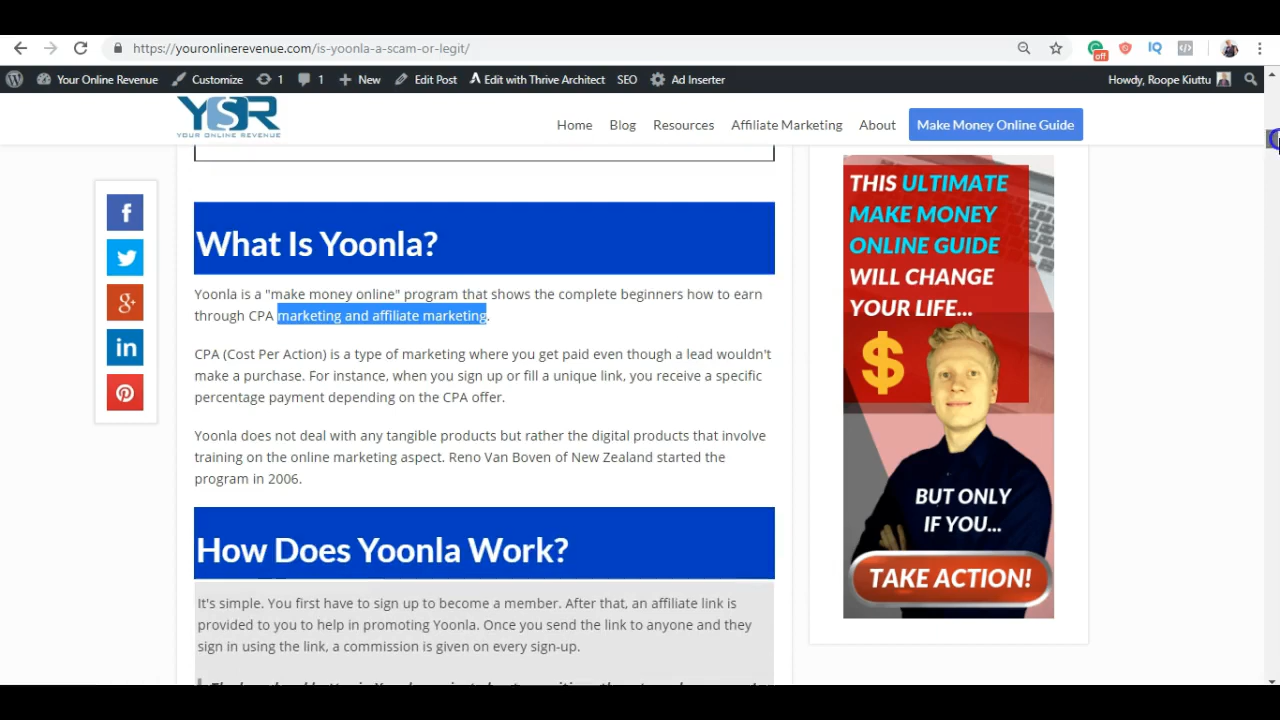 https://youronlinerevenue.com/is-yoonla-a-scam-or-legit/
IQ
off
Your Online Revenue
Customize
1
1
New
Edit Post
Edit with Thrive Architect
SEO
Ad Inserter
Howdy, Roope Kiuttu
YSR
YOUR ONLINE REVENUE
Home
Blog
Resources
Affiliate Marketing
About
Make Money Online Guide
What Is Yoonla?
Yoonla is a "make money online" program that shows the complete beginners how to earn
through CPA marketing and affiliate marketing.
CPA (Cost Per Action) is a type of marketing where you get paid even though a lead wouldn't
make a purchase. For instance, when you sign up or fill a unique link, you receive a specific
percentage payment depending on the CPA offer.
Yoonla does not deal with any tangible products but rather the digital products that involve
training on the online marketing aspect. Reno Van Boven of New Zealand started the
program in 2006.
How Does Yoonla Work?
It's simple. You first have to sign up to become a member. After that, an affiliate link is
provided to you to help in promoting Yoonla. Once you send the link to anyone and they
sign in using the link, a commission is given on every sign-up.
THIS ULTIMATE
MAKE MONEY
ONLINE GUIDE
WILL CHANGE
YOUR LIFE...
$
BUT ONLY
IF YOU...
TAKE ACTION!